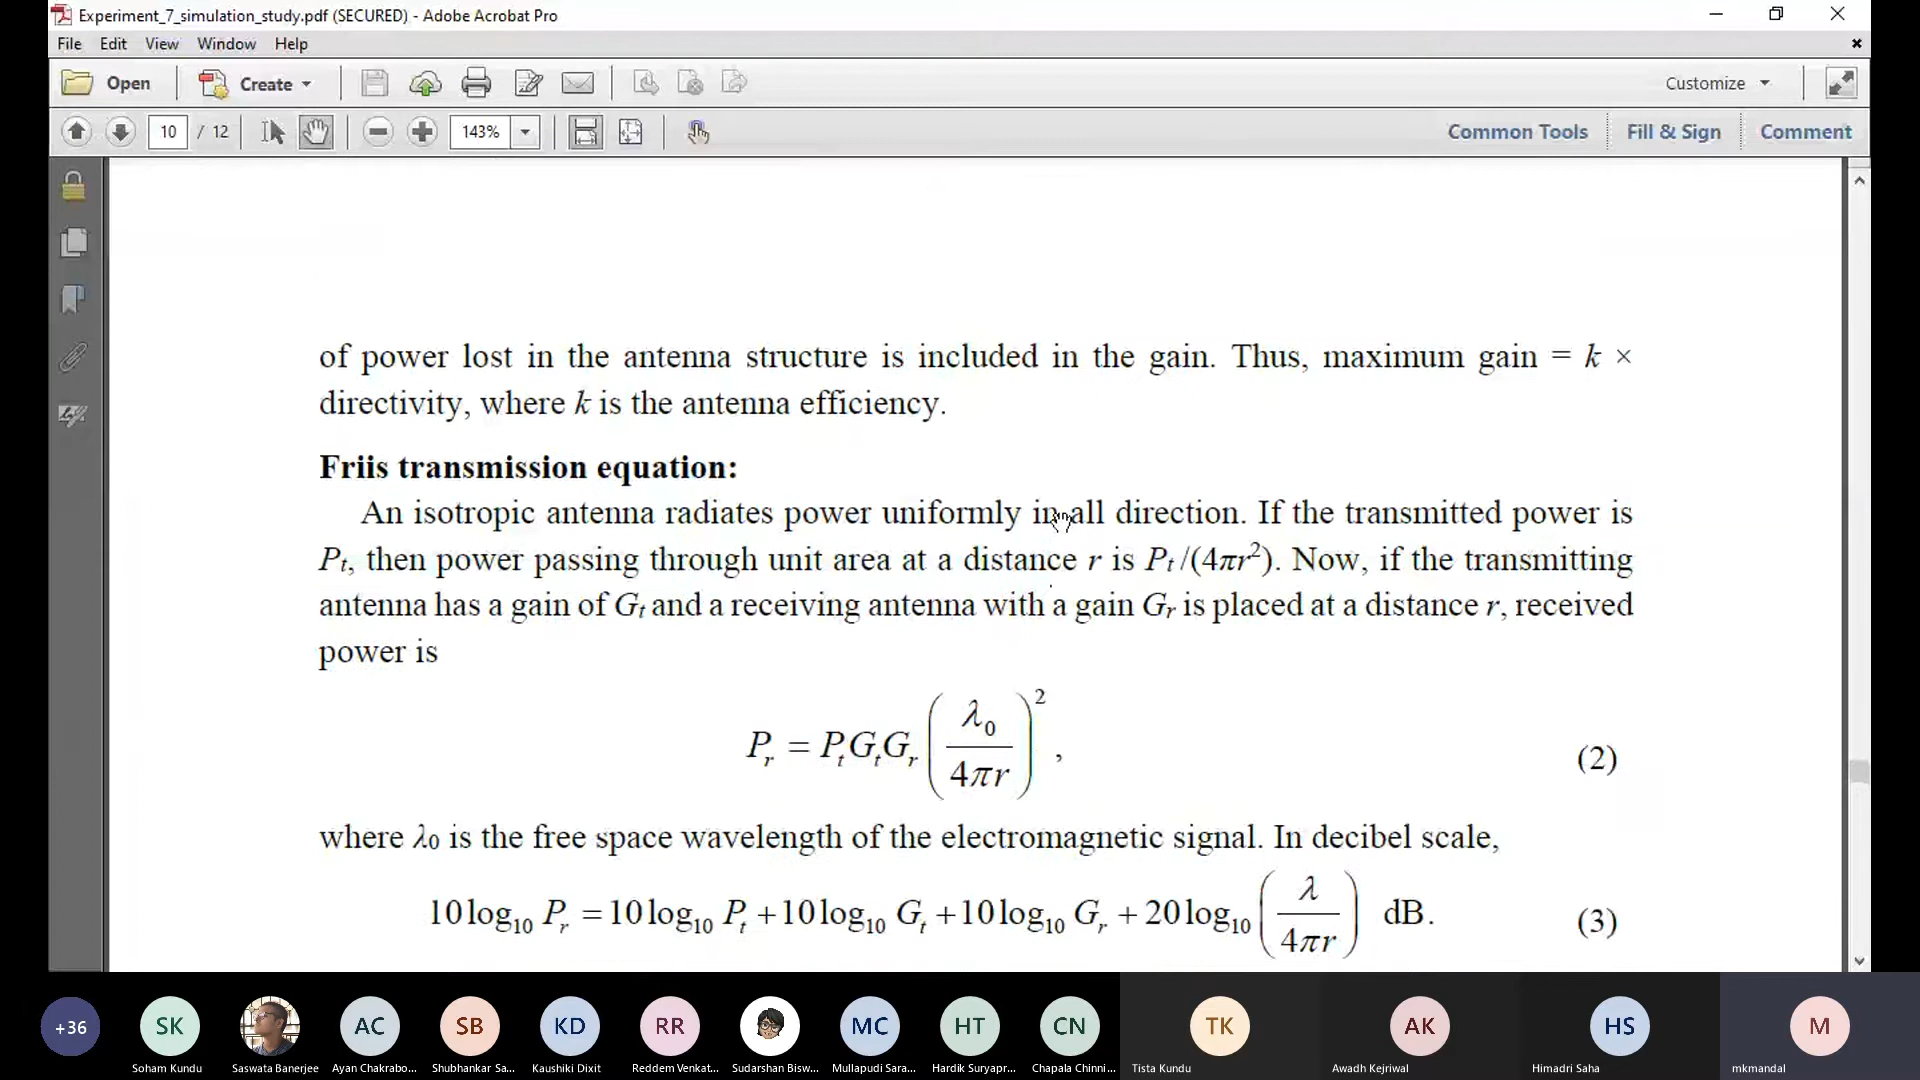 Experiment_7_simulation_study.pdf (SECURED) - Adobe Acrobat Pro
File Edit View Window Help
Open Create Customize
10 / 12 143% Common Tools Fill & Sign Comment
of power lost in the antenna structure is included in the gain. Thus, maximum gain = k ×
directivity, where k is the antenna efficiency.
Friis transmission equation:
An isotropic antenna radiates power uniformly in all direction. If the transmitted power is
Pₜ, then power passing through unit area at a distance r is Pₜ /(4πr²). Now, if the transmitting
antenna has a gain of Gₜ and a receiving antenna with a gain Gᵣ is placed at a distance r, received
power is
Pᵣ = PₜGₜGᵣ (λ₀ / 4πr)², (2)
where λ₀ is the free space wavelength of the electromagnetic signal. In decibel scale,
10log₁₀ Pᵣ = 10log₁₀ Pₜ + 10log₁₀ Gₜ + 10log₁₀ Gᵣ + 20log₁₀ (λ / 4πr) dB. (3)
+36 SK AC SB KD RR MC HT CN TK AK HS M
Soham Kundu Saswata Banerjee Ayan Chakrabo... Shubhankar Sa... Kaushiki Dixit Reddem Venkat... Sudarshan Bisw... Mullapudi Sara... Hardik Suryapr... Chapala Chinni... Tista Kundu Awadh Kejriwal Himadri Saha mkmandal